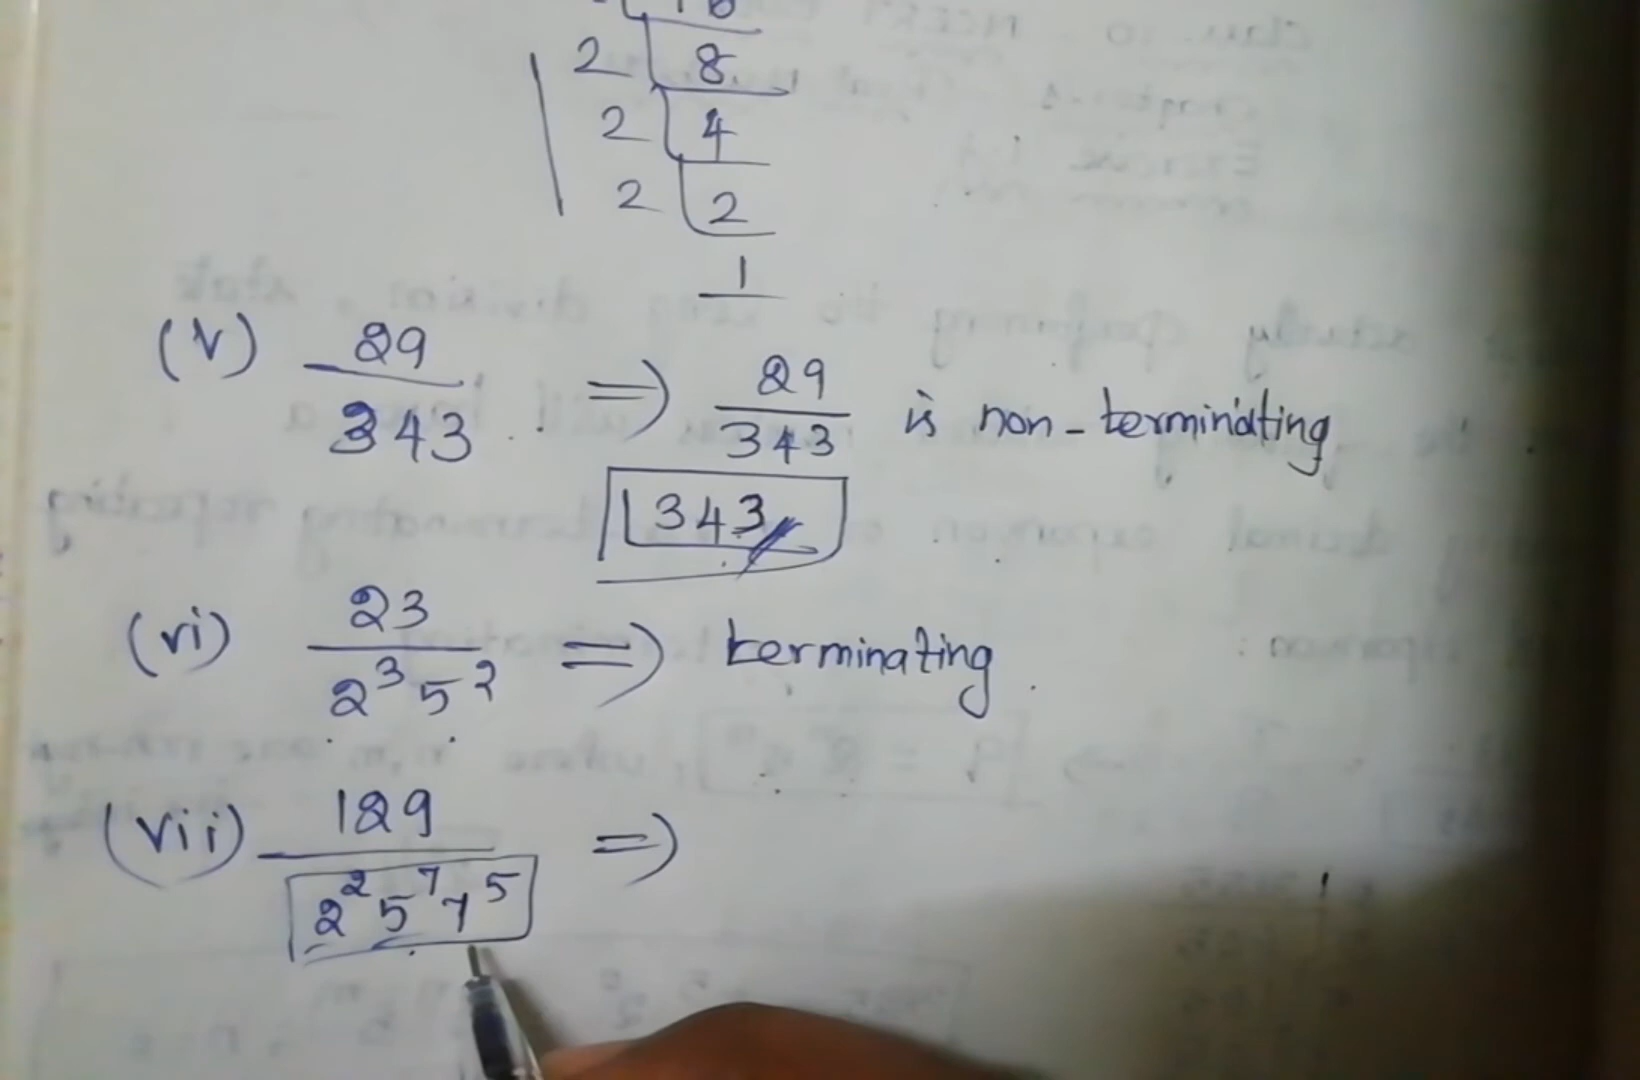 2 | 8
2 | 4
2 | 2
1
(v) 29/343 ⇒ 29/343 is non-terminating
343
(vi) 23/2³5² ⇒ terminating.
(vii) 129/2²5⁷7⁵ ⇒